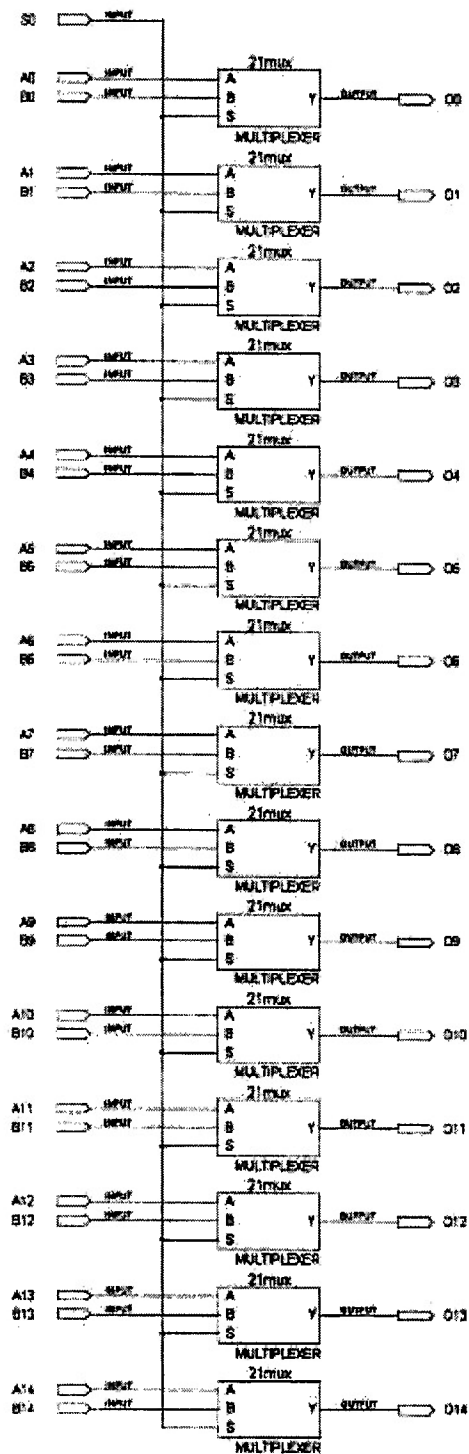 S0 INPUT
21mux
A0 INPUT A
B0 INPUT B Y OUTPUT O0
S
MULTIPLEXER
21mux
A1 INPUT A
B1 INPUT B Y OUTPUT O1
S
MULTIPLEXER
21mux
A2 INPUT A
B2 INPUT B Y OUTPUT O2
S
MULTIPLEXER
21mux
A3 INPUT A
B3 INPUT B Y OUTPUT O3
S
MULTIPLEXER
21mux
A4 INPUT A
B4 INPUT B Y OUTPUT O4
S
MULTIPLEXER
21mux
A5 INPUT A
B5 INPUT B Y OUTPUT O5
S
MULTIPLEXER
21mux
A6 INPUT A
B6 INPUT B Y OUTPUT O6
S
MULTIPLEXER
21mux
A7 INPUT A
B7 INPUT B Y OUTPUT O7
S
MULTIPLEXER
21mux
A8 INPUT A
B8 INPUT B Y OUTPUT O8
S
MULTIPLEXER
21mux
A9 INPUT A
B9 INPUT B Y OUTPUT O9
S
MULTIPLEXER
21mux
A10 INPUT A
B10 INPUT B Y OUTPUT O10
S
MULTIPLEXER
21mux
A11 INPUT A
B11 INPUT B Y OUTPUT O11
S
MULTIPLEXER
21mux
A12 INPUT A
B12 INPUT B Y OUTPUT O12
S
MULTIPLEXER
21mux
A13 INPUT A
B13 INPUT B Y OUTPUT O13
S
MULTIPLEXER
21mux
A14 INPUT A
B14 INPUT B Y OUTPUT O14
S
MULTIPLEXER